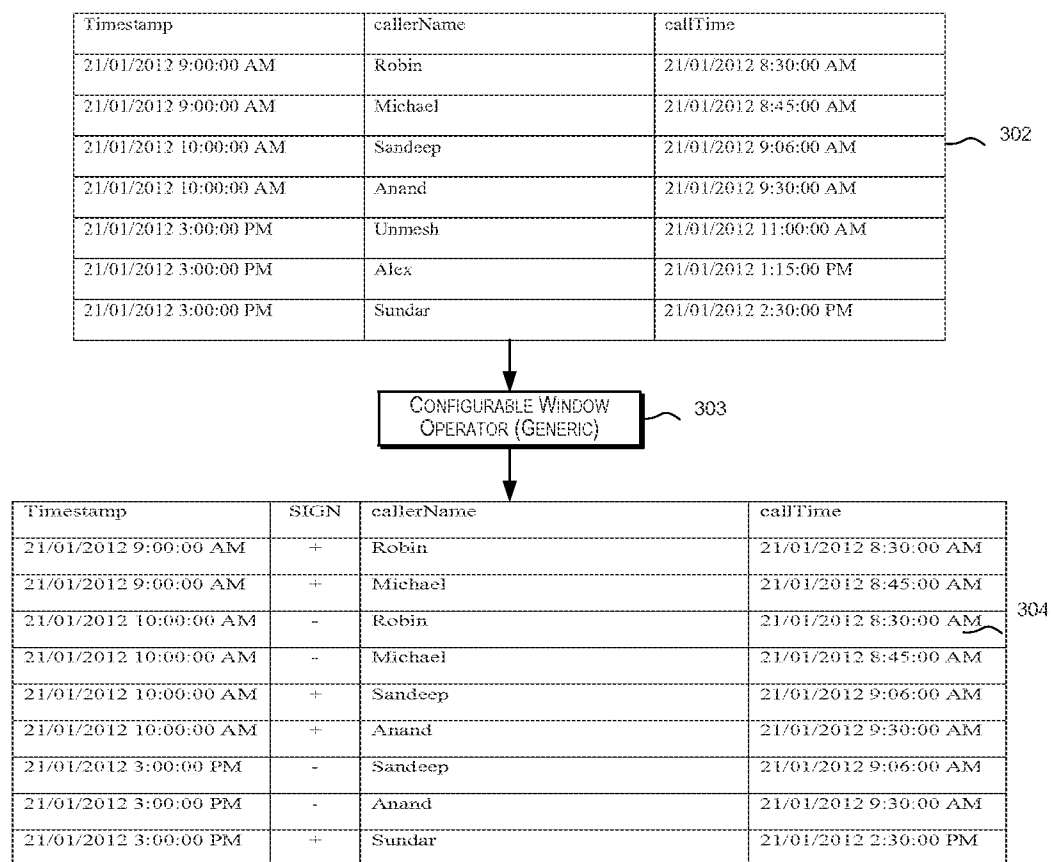 Timestamp callerName callTime
21/01/2012 9:00:00 AM Robin 21/01/2012 8:30:00 AM
21/01/2012 9:00:00 AM Michael 21/01/2012 8:45:00 AM
21/01/2012 10:00:00 AM Sandeep 21/01/2012 9:06:00 AM
302
21/01/2012 10:00:00 AM Anand 21/01/2012 9:30:00 AM
21/01/2012 3:00:00 PM Unmesh 21/01/2012 11:00:00 AM
21/01/2012 3:00:00 PM Alex 21/01/2012 1:15:00 PM
21/01/2012 3:00:00 PM Sundar 21/01/2012 2:30:00 PM
CONFIGURABLE WINDOW
OPERATOR (GENERIC)
303
Timestamp SIGN callerName callTime
21/01/2012 9:00:00 AM + Robin 21/01/2012 8:30:00 AM
21/01/2012 9:00:00 AM + Michael 21/01/2012 8:45:00 AM
21/01/2012 10:00:00 AM - Robin 21/01/2012 8:30:00 AM
304
21/01/2012 10:00:00 AM - Michael 21/01/2012 8:45:00 AM
21/01/2012 10:00:00 AM + Sandeep 21/01/2012 9:06:00 AM
21/01/2012 10:00:00 AM + Anand 21/01/2012 9:30:00 AM
21/01/2012 3:00:00 PM - Sandeep 21/01/2012 9:06:00 AM
21/01/2012 3:00:00 PM - Anand 21/01/2012 9:30:00 AM
21/01/2012 3:00:00 PM + Sundar 21/01/2012 2:30:00 PM